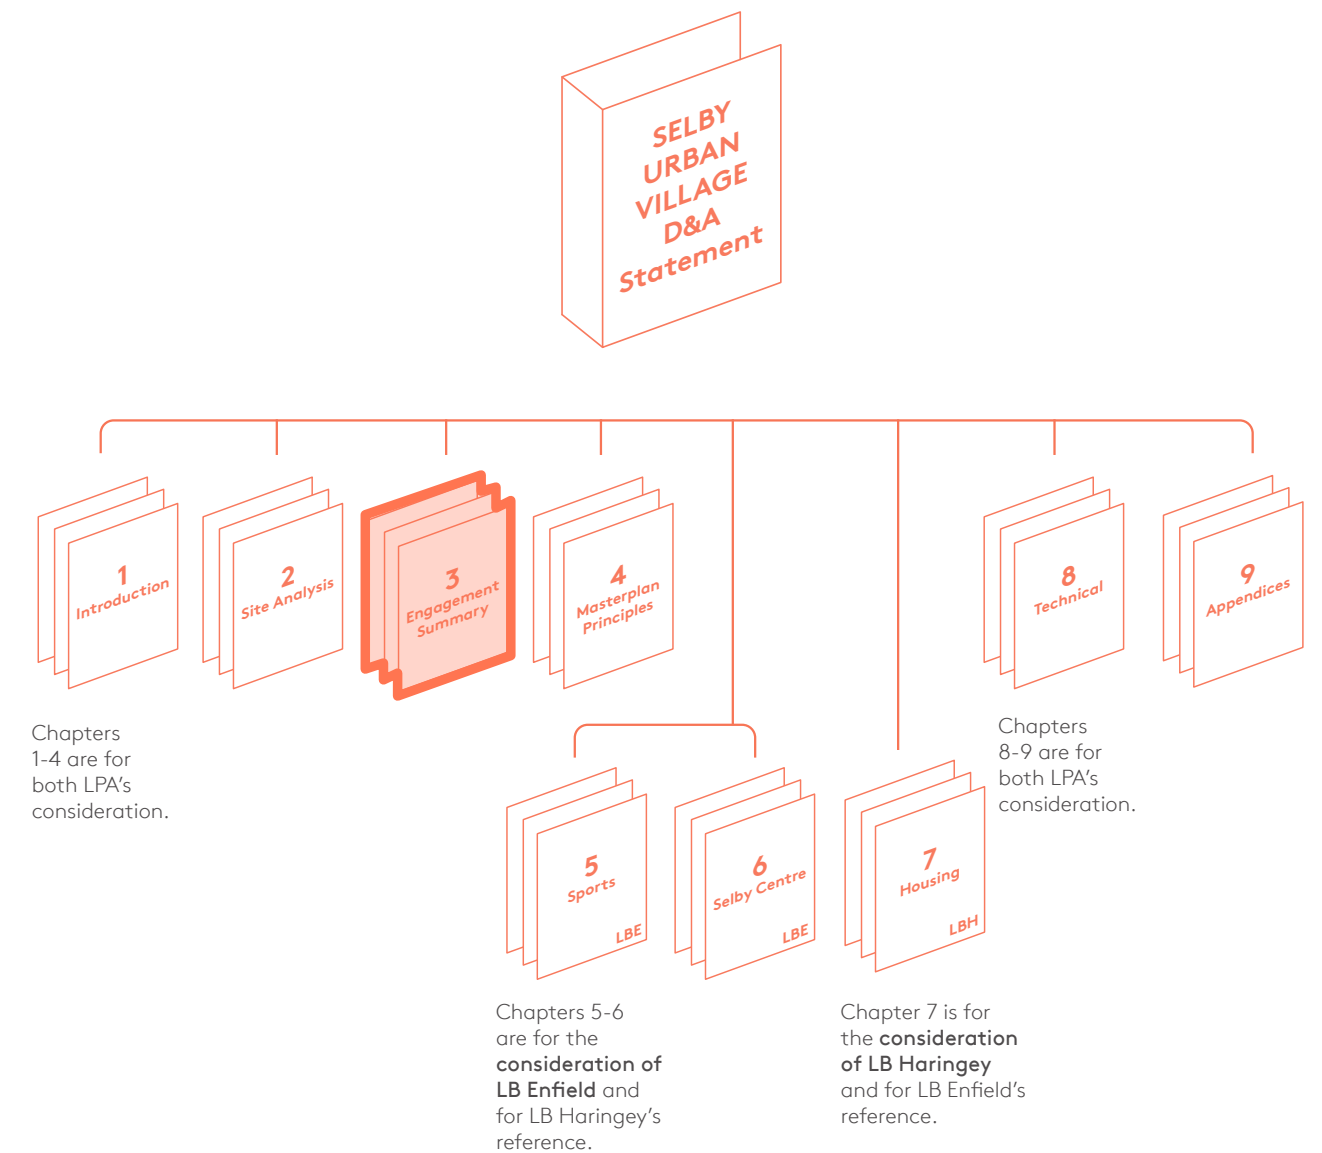 SELBY
URBAN
VILLAGE
D&A
Statement
1
Introduction
2
Site Analysis
3
Engagement
Summary
4
Masterplan
Principles
8
Technical
9
Appendices
Chapters
1-4 are for
both LPA’s
consideration.
Chapters
8-9 are for
both LPA’s
consideration.
5
Sports
LBE
6
Selby Centre
LBE
7
Housing
LBH
Chapters 5-6
are for the
consideration of
LB Enfield and
for LB Haringey’s
reference.
Chapter 7 is for
the consideration
of LB Haringey
and for LB Enfield’s
reference.